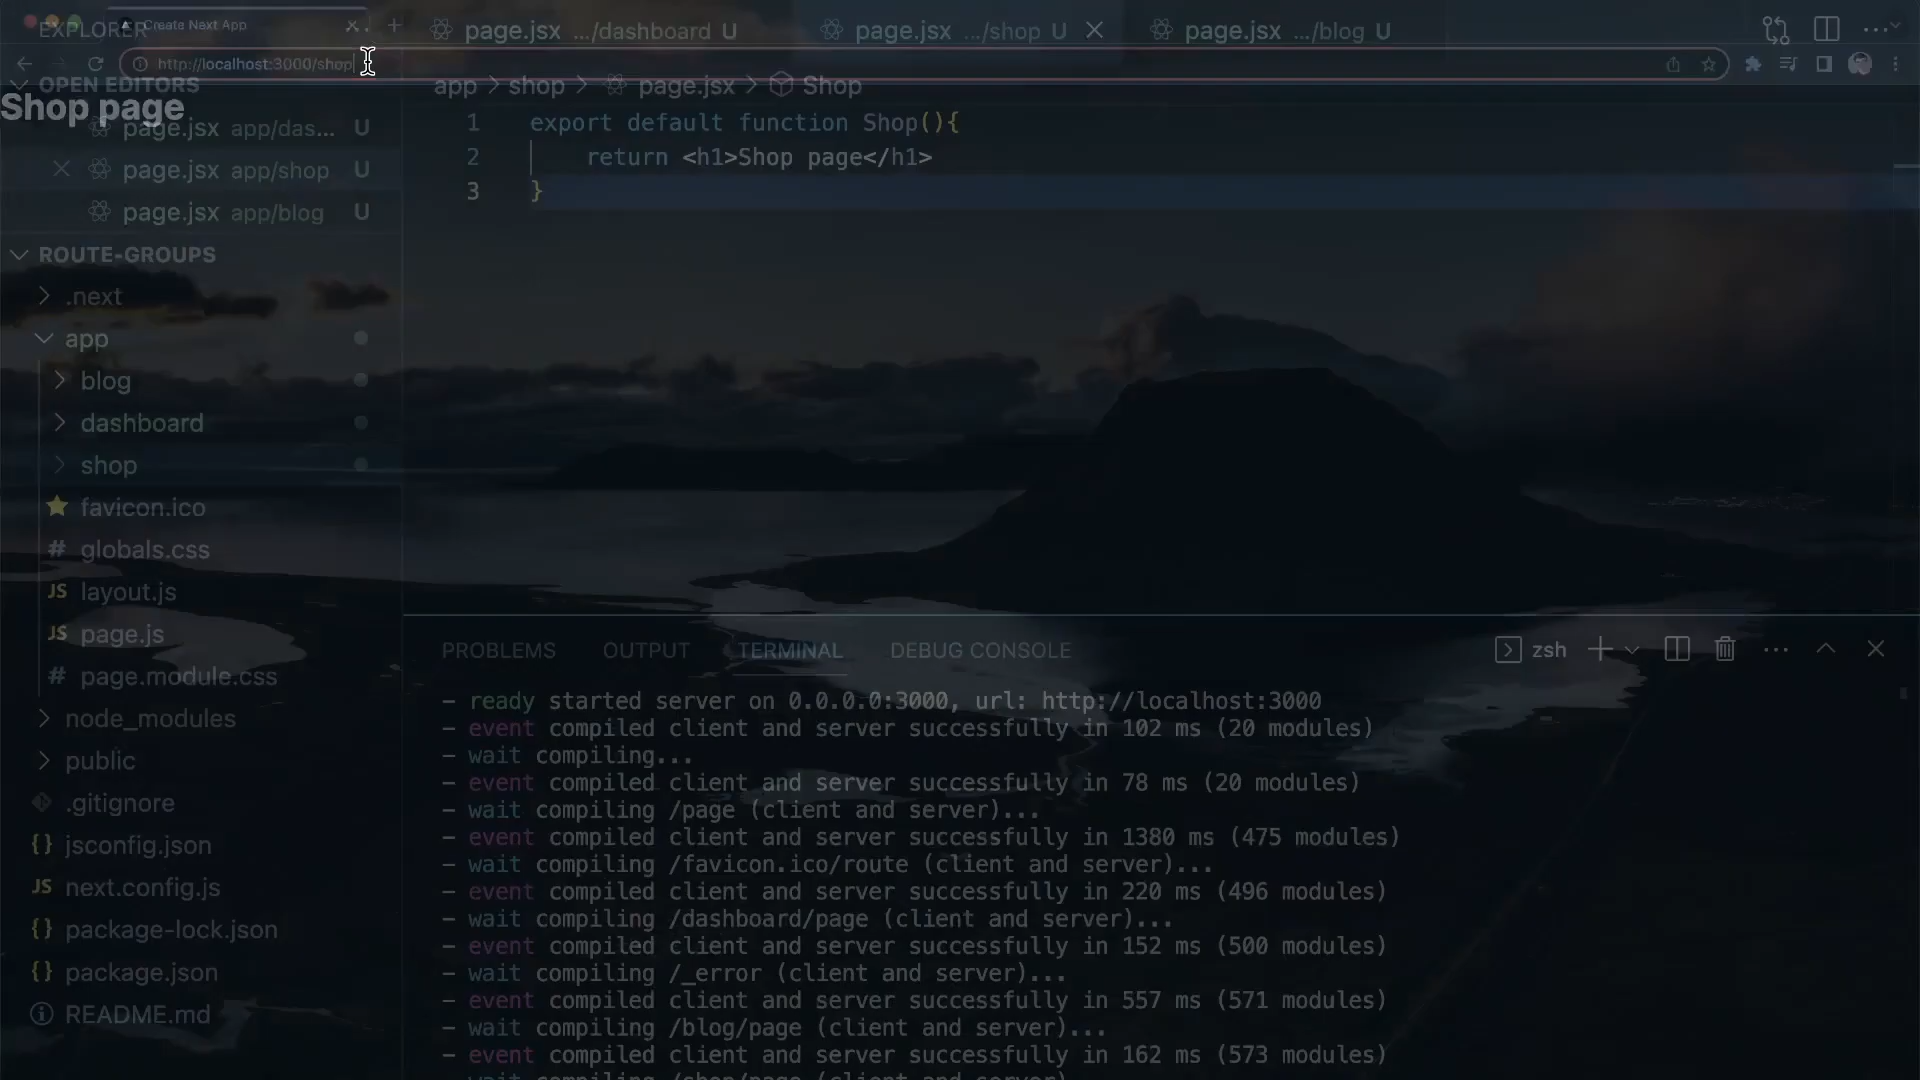 Create Next App
http://localhost:3000/shop
Shop page
EXPLORER
OPEN EDITORS
page.jsx app/das... U
page.jsx app/shop U
page.jsx app/blog U
ROUTE-GROUPS
.next
app
blog
dashboard
shop
favicon.ico
# globals.css
JS layout.js
JS page.js
# page.module.css
node_modules
public
.gitignore
{} jsconfig.json
JS next.config.js
{} package-lock.json
{} package.json
README.md
page.jsx .../dashboard U
page.jsx .../shop U
page.jsx .../blog U
app > shop > page.jsx > Shop
1 export default function Shop(){
2 return <h1>Shop page</h1>
3 }
PROBLEMS OUTPUT TERMINAL DEBUG CONSOLE
zsh
- ready started server on 0.0.0.0:3000, url: http://localhost:3000
- event compiled client and server successfully in 102 ms (20 modules)
- wait compiling...
- event compiled client and server successfully in 78 ms (20 modules)
- wait compiling /page (client and server)...
- event compiled client and server successfully in 1380 ms (475 modules)
- wait compiling /favicon.ico/route (client and server)...
- event compiled client and server successfully in 220 ms (496 modules)
- wait compiling /dashboard/page (client and server)...
- event compiled client and server successfully in 152 ms (500 modules)
- wait compiling /_error (client and server)...
- event compiled client and server successfully in 557 ms (571 modules)
- wait compiling /blog/page (client and server)...
- event compiled client and server successfully in 162 ms (573 modules)
- wait compiling /shop/page (client and server)